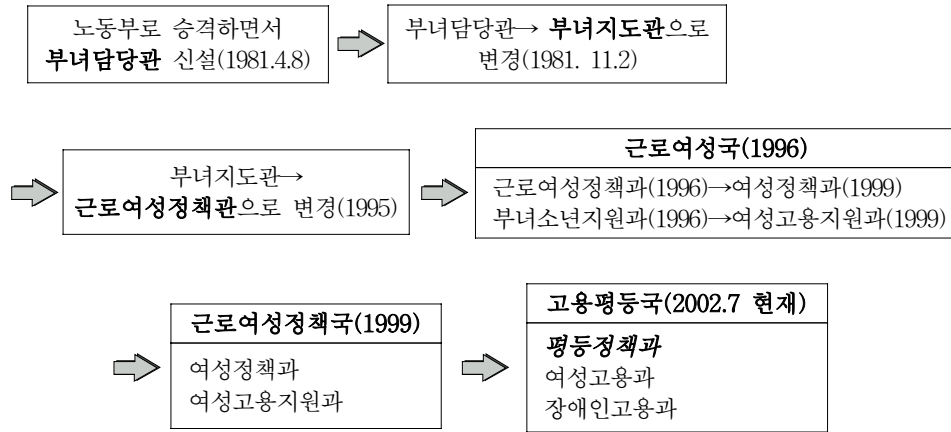 노동부로 승격하면서
부녀담당관 신설(1981.4.8)
부녀담당관→ 부녀지도관으로
변경(1981. 11.2)
부녀지도관→
근로여성정책관으로 변경(1995)
근로여성국(1996)
근로여성정책과(1996)→여성정책과(1999)
부녀소년지원과(1996)→여성고용지원과(1999)
근로여성정책국(1999)
여성정책과
여성고용지원과
고용평등국(2002.7 현재)
평등정책과
여성고용과
장애인고용과